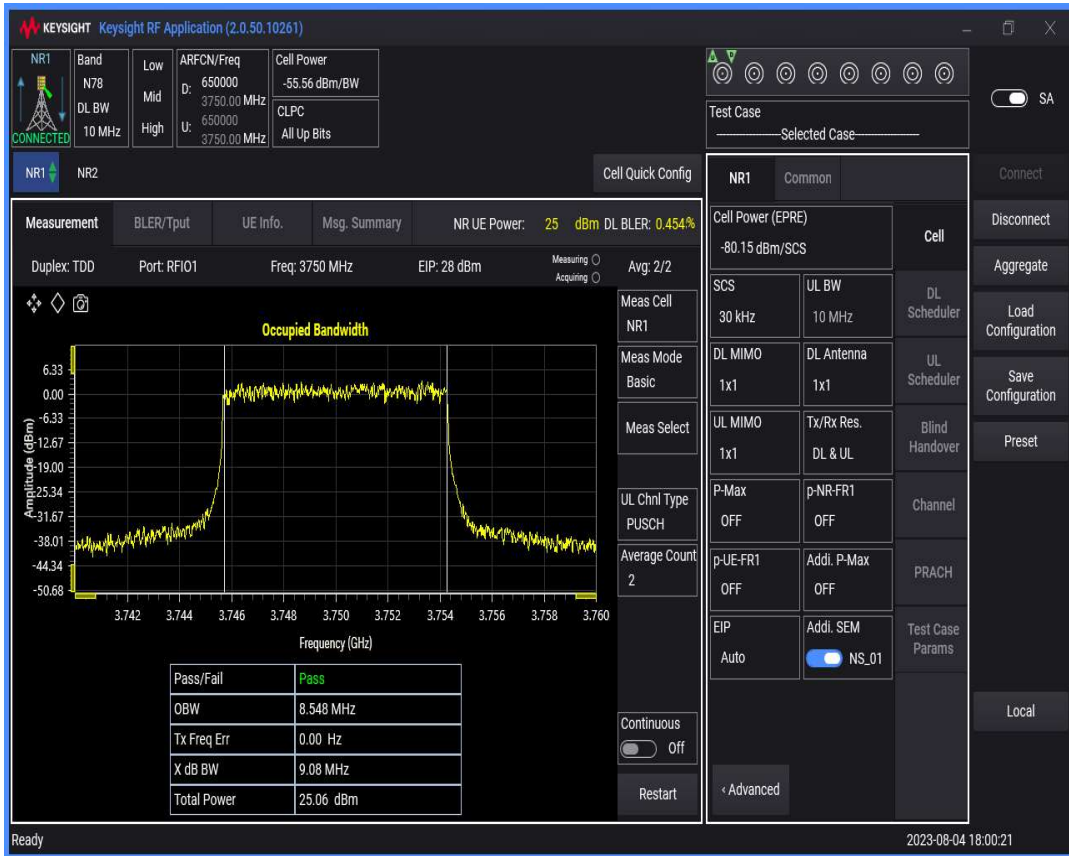 KEYSIGHT Keysight RF Application (2.0.50.10261)
NR1
CONNECTED
Band
N78
DL BW
10 MHz
Low
Mid
High
ARFCN/Freq
D: 650000
3750.00 MHz
U: 650000
3750.00 MHz
Cell Power
-55.56 dBm/BW
CLPC
All Up Bits
Test Case
-------------------Selected Case-------------------
SA
NR1 NR2 Cell Quick Config
Measurement BLER/Tput UE Info. Msg. Summary NR UE Power: 25 dBm DL BLER: 0.454%
Duplex: TDD Port: RFIO1 Freq: 3750 MHz EIP: 28 dBm Measuring Avg: 2/2
Acquiring
Occupied Bandwidth
Amplitude (dBm)
6.33
0.00
-6.33
-12.67
-19.00
-25.34
-31.67
-38.01
-44.34
-50.68
3.742 3.744 3.746 3.748 3.750 3.752 3.754 3.756 3.758 3.760
Frequency (GHz)
Pass/Fail Pass
OBW 8.548 MHz
Tx Freq Err 0.00 Hz
X dB BW 9.08 MHz
Total Power 25.06 dBm
Meas Cell
NR1
Meas Mode
Basic
Meas Select
UL Chnl Type
PUSCH
Average Count
2
Continuous
Off
Restart
NR1 Common
Cell Power (EPRE)
-80.15 dBm/SCS
SCS
30 kHz
UL BW
10 MHz
DL MIMO
1x1
DL Antenna
1x1
UL MIMO
1x1
Tx/Rx Res.
DL & UL
P-Max
OFF
p-NR-FR1
OFF
p-UE-FR1
OFF
Addi. P-Max
OFF
EIP
Auto
Addi. SEM
NS_01
‹ Advanced
Cell
DL
Scheduler
UL
Scheduler
Blind
Handover
Channel
PRACH
Test Case
Params
Connect
Disconnect
Aggregate
Load
Configuration
Save
Configuration
Preset
Local
Ready
2023-08-04 18:00:21